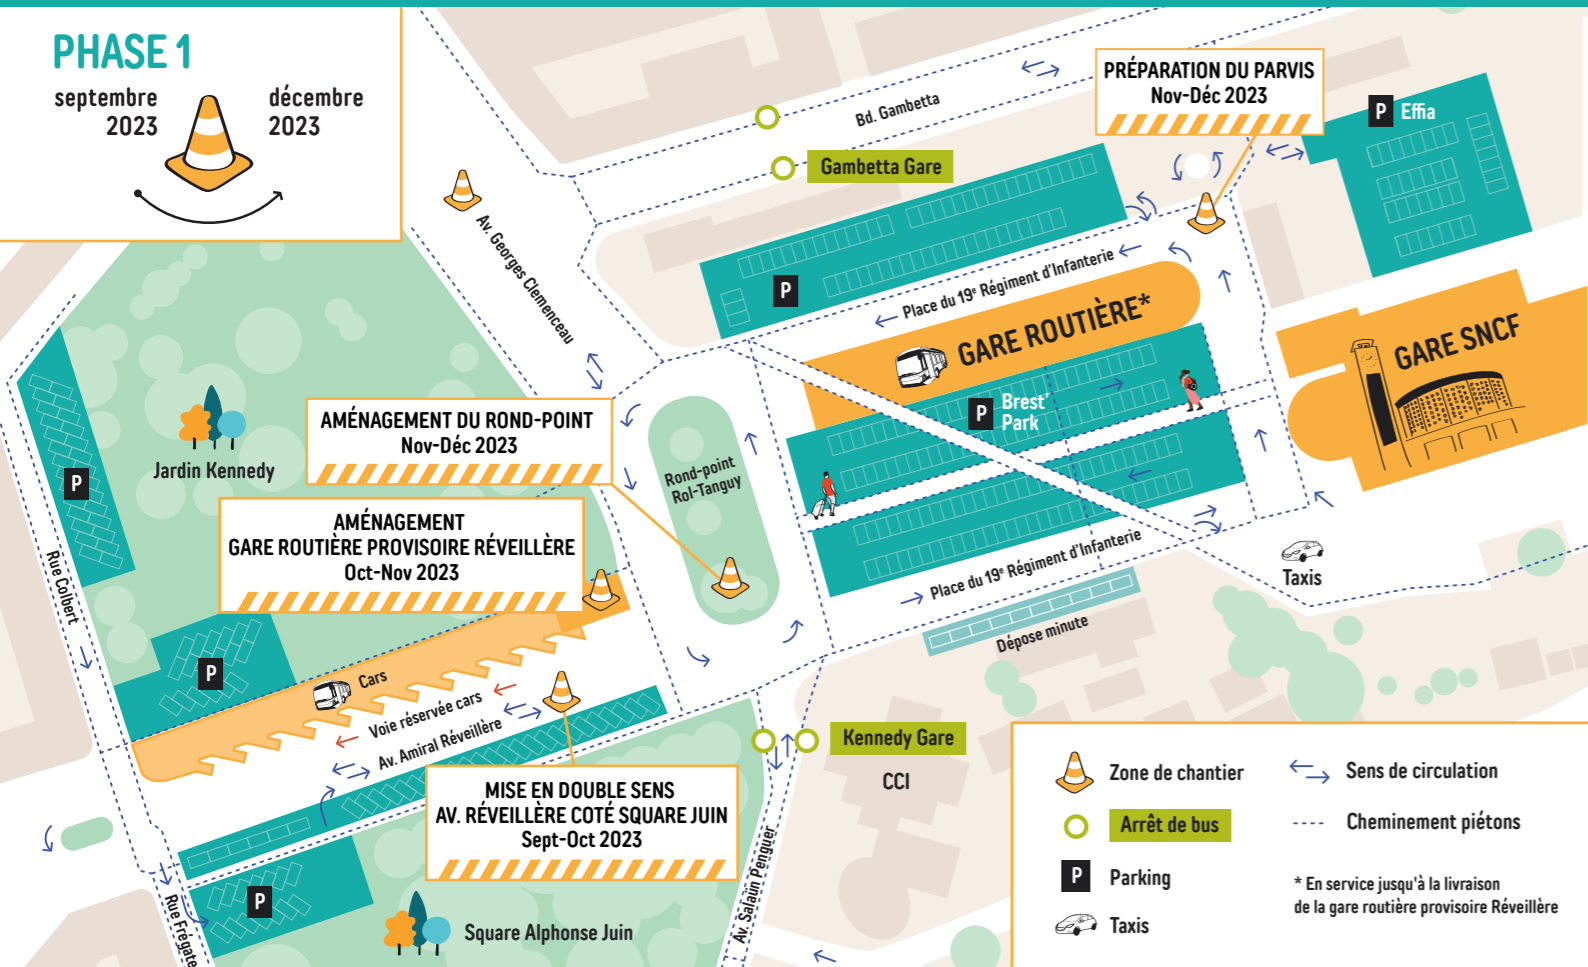 PHASE 1
septembre
2023
décembre
2023
PRÉPARATION DU PARVIS
Nov-Déc 2023
P Effia
Bd. Gambetta
Gambetta Gare
Av. Georges Clemenceau
P
Place du 19e Régiment d'Infanterie
GARE ROUTIÈRE*
GARE SNCF
P Brest'
Park
AMÉNAGEMENT DU ROND-POINT
Nov-Déc 2023
Rond-point
Rol-Tanguy
Jardin Kennedy
P
AMÉNAGEMENT
GARE ROUTIÈRE PROVISOIRE RÉVEILLÈRE
Oct-Nov 2023
Rue Colbert
Place du 19e Régiment d'Infanterie
Taxis
Dépose minute
P
Cars
Voie réservée cars
Av. Amiral Réveillère
Kennedy Gare
CCI
MISE EN DOUBLE SENS
AV. RÉVEILLÈRE COTÉ SQUARE JUIN
Sept-Oct 2023
Av. Salaün Penguer
P
Rue Frégate
Square Alphonse Juin
Zone de chantier
Arrêt de bus
P Parking
Taxis
Sens de circulation
Cheminement piétons
* En service jusqu'à la livraison
de la gare routière provisoire Réveillère